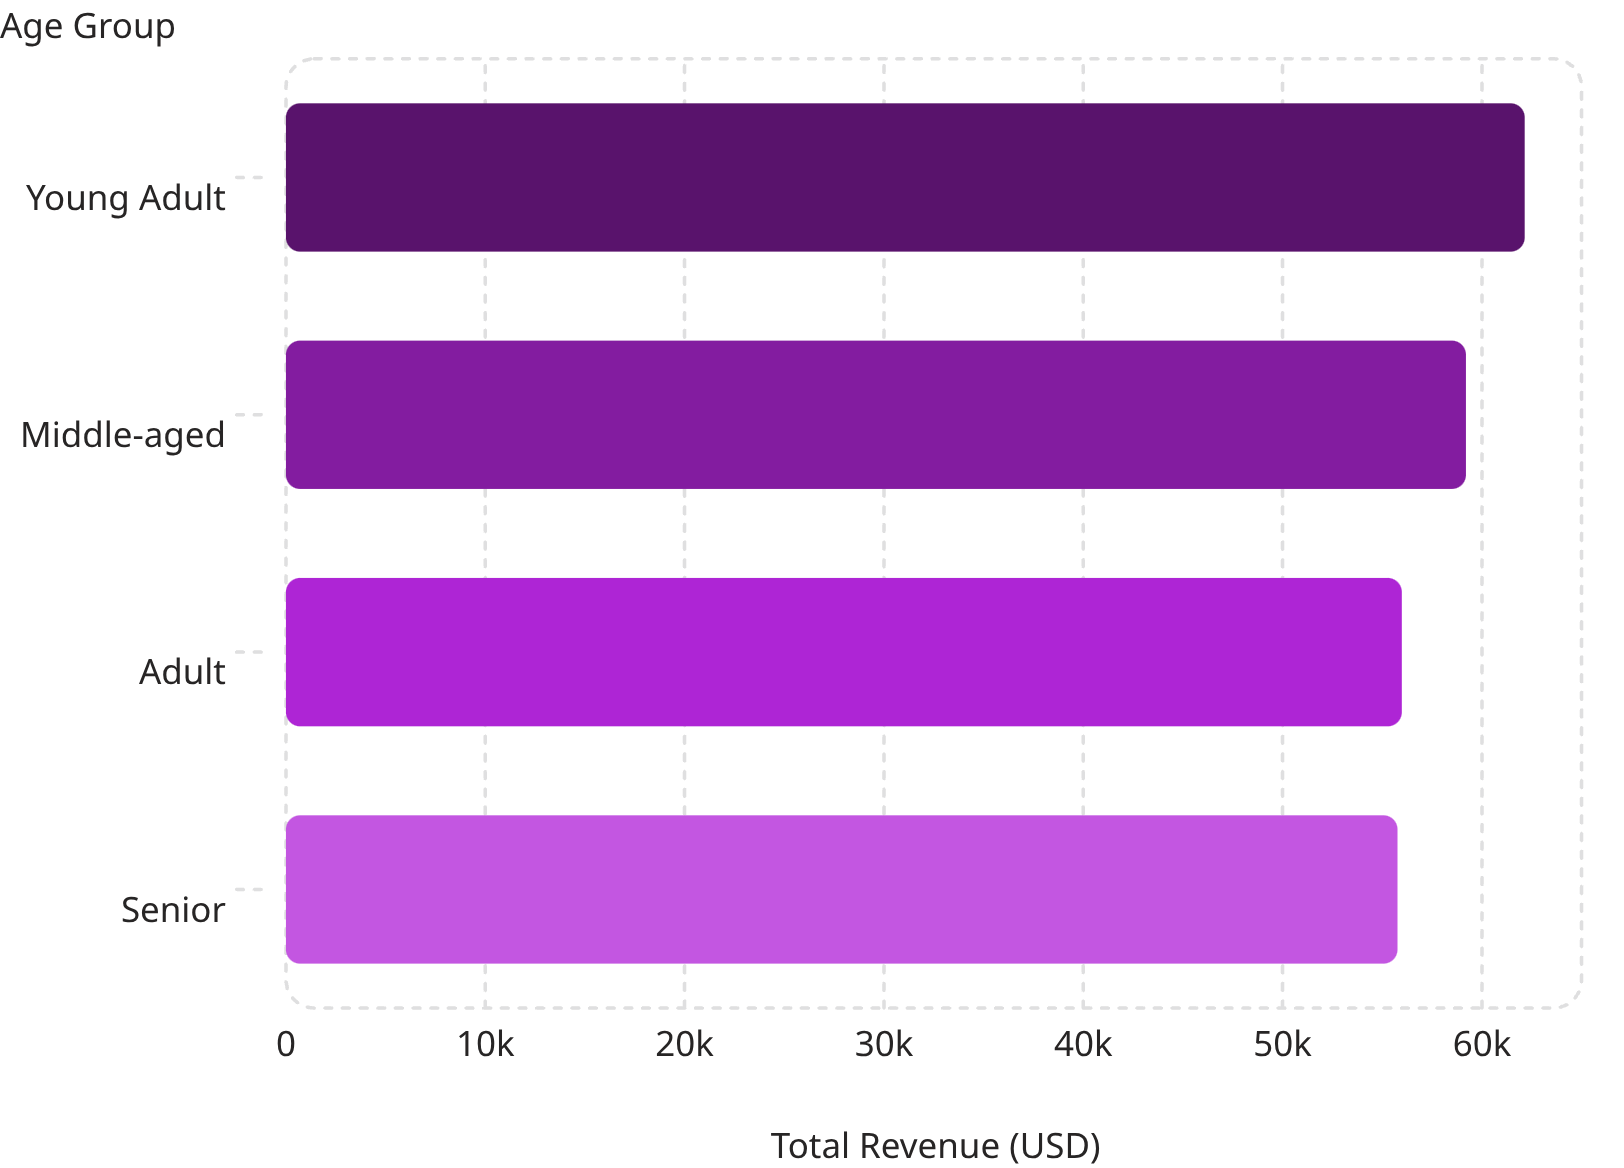 Age Group
Young Adult
Middle-aged
Adult
Senior
0 10k 20k 30k 40k 50k 60k
Total Revenue (USD)